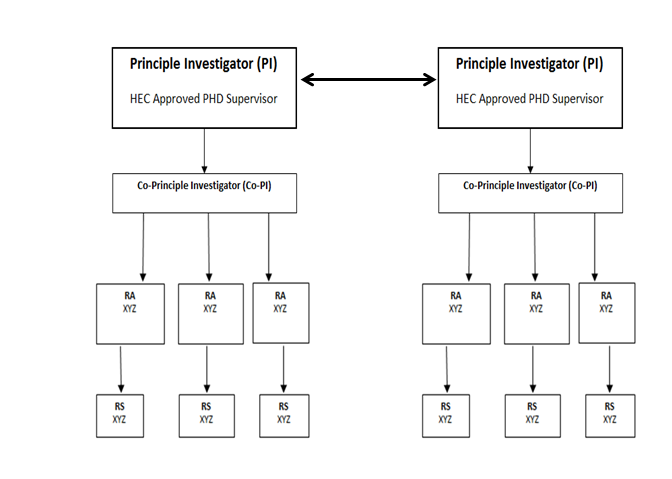 Principle Investigator (PI)
HEC Approved PHD Supervisor
Principle Investigator (PI)
HEC Approved PHD Supervisor
Co-Principle Investigator (Co-PI)
Co-Principle Investigator (Co-PI)
RA
XYZ
RA
XYZ
RA
XYZ
RA
XYZ
RA
XYZ
RA
XYZ
RS
XYZ
RS
XYZ
RS
XYZ
RS
XYZ
RS
XYZ
RS
XYZ